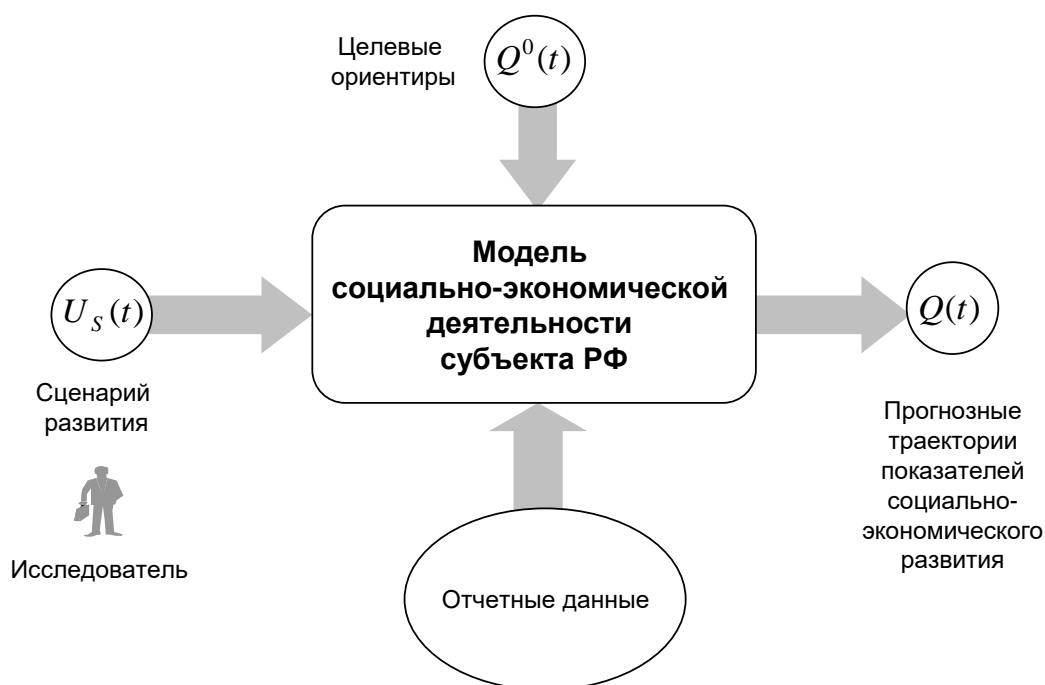 Целевые
ориентиры
Q^0(t)
Модель
социально-экономической
деятельности
субъекта РФ
U_S(t)
Сценарий
развития
Исследователь
Q(t)
Прогнозные
траектории
показателей
социально-
экономического
развития
Отчетные данные